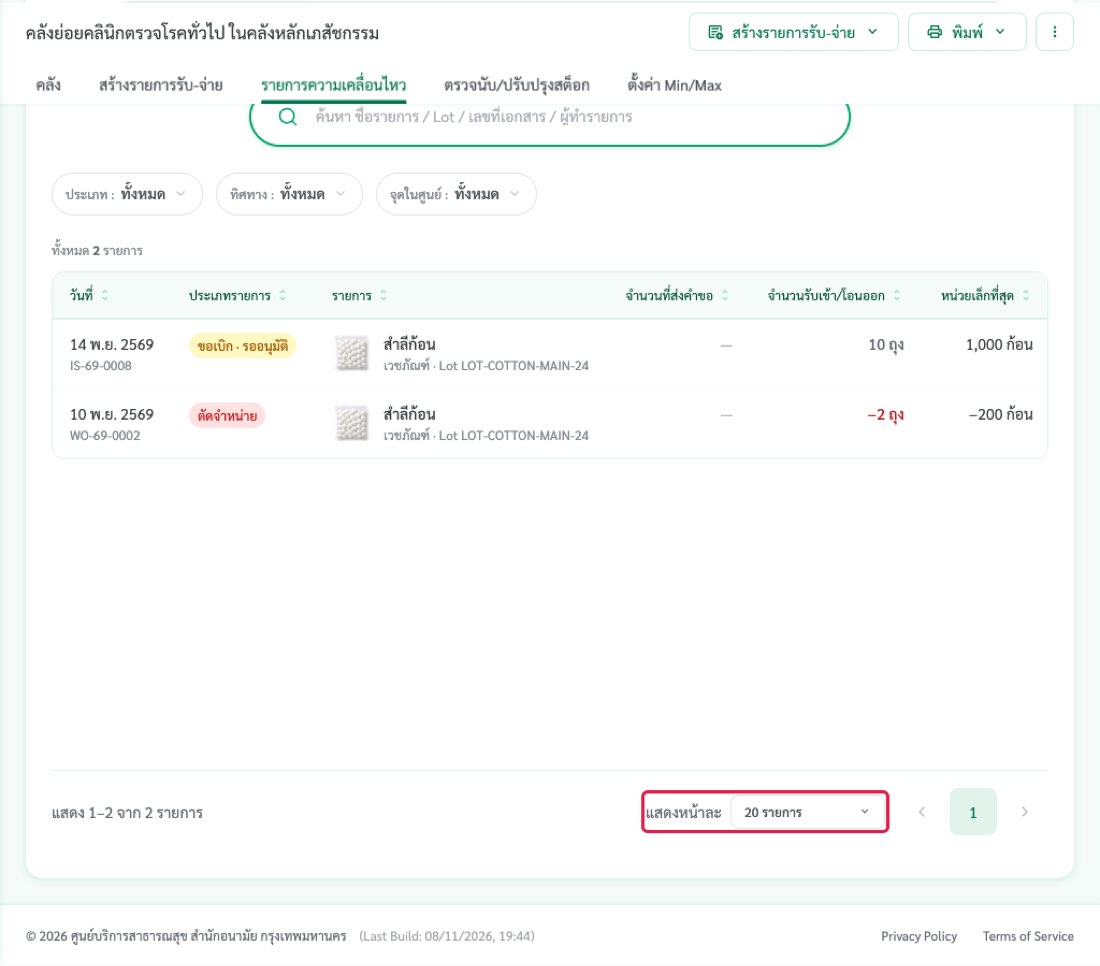 คลังย่อยคลินิกตรวจโรคทั่วไป ในคลังหลักเภสัชกรรม
สร้างรายการรับ-จ่าย
พิมพ์
คลัง
สร้างรายการรับ-จ่าย
รายการความเคลื่อนไหว
ตรวจนับ/ปรับปรุงสต็อก
ตั้งค่า Min/Max
ค้นหา ชื่อรายการ / Lot / เลขที่เอกสาร / ผู้ทำรายการ
ประเภท : ทั้งหมด
ทิศทาง : ทั้งหมด
จุดในศูนย์ : ทั้งหมด
ทั้งหมด 2 รายการ
วันที่ ประเภทรายการ รายการ จำนวนที่ส่งคำขอ จำนวนรับเข้า/โอนออก หน่วยเล็กที่สุด
14 พ.ย. 2569 ขอเบิก · รออนุมัติ สำลีก้อน — 10 ถุง 1,000 ก้อน
IS-69-0008 เวชภัณฑ์ · Lot LOT-COTTON-MAIN-24
10 พ.ย. 2569 ตัดจำหน่าย สำลีก้อน — −2 ถุง −200 ก้อน
WO-69-0002 เวชภัณฑ์ · Lot LOT-COTTON-MAIN-24
แสดง 1–2 จาก 2 รายการ
แสดงหน้าละ 20 รายการ
1
© 2026 ศูนย์บริการสาธารณสุข สำนักอนามัย กรุงเทพมหานคร (Last Build: 08/11/2026, 19:44)
Privacy Policy
Terms of Service